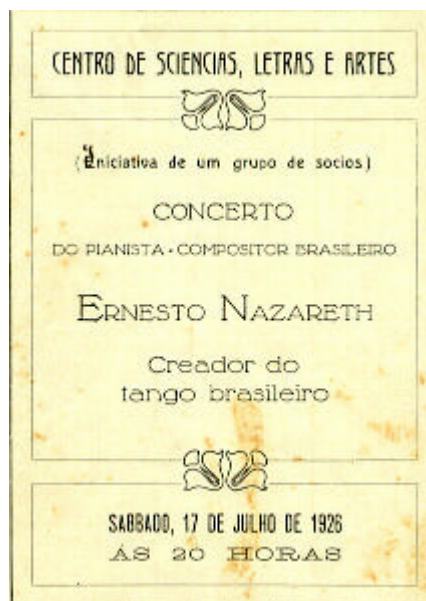 CENTRO DE SCIENCIAS, LETRAS E ARTES
(Iniciativa de um grupo de socios)
CONCERTO
DO PIANISTA-COMPOSITOR BRASILEIRO
ERNESTO NAZARETH
Creador do
tango brasileiro
SABBADO, 17 DE JULHO DE 1926
ÁS 20 HORAS